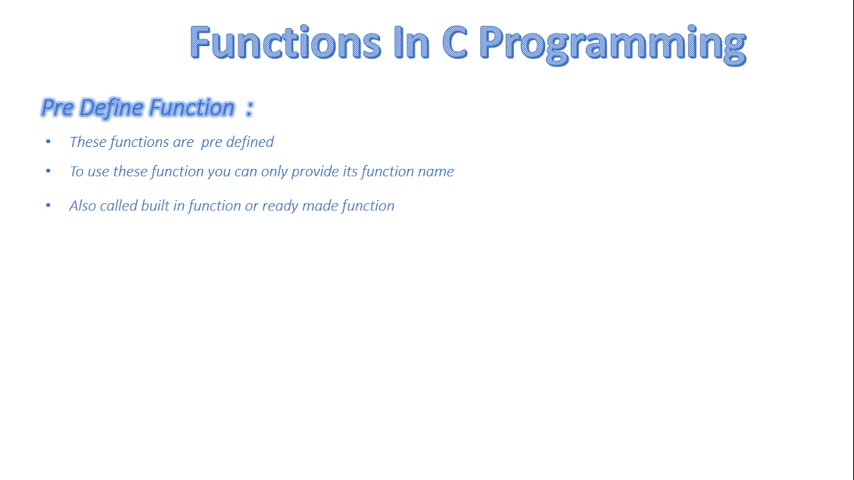 Functions In C Programming
Pre Define Function :
• These functions are pre defined
• To use these function you can only provide its function name
• Also called built in function or ready made function